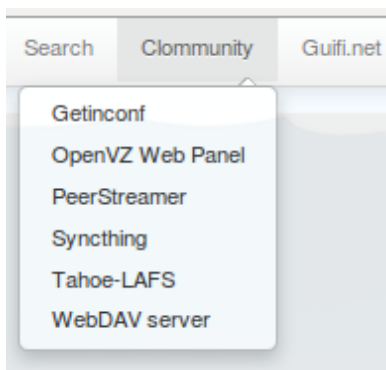 Search Clommunity Guifi.net
Getinconf
OpenVZ Web Panel
PeerStreamer
Syncthing
Tahoe-LAFS
WebDAV server